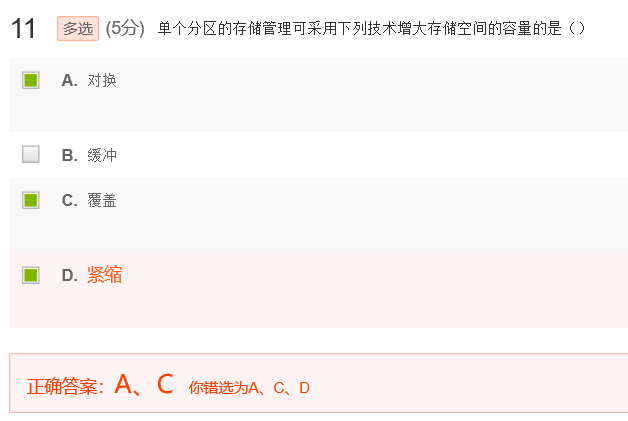 11 多选 (5分) 单个分区的存储管理可采用下列技术增大存储空间的容量的是（）
A. 对换
B. 缓冲
C. 覆盖
D. 紧缩
正确答案：A、C 你错选为A、C、D